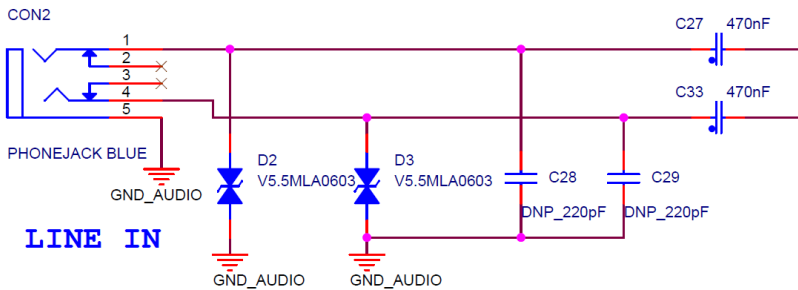 CON2
C27 470nF
1
2
3
4
5
C33 470nF
PHONEJACK BLUE
D2
V5.5MLA0603
D3
V5.5MLA0603
C28
C29
GND_AUDIO
DNP_220pF
DNP_220pF
LINE IN
GND_AUDIO
GND_AUDIO